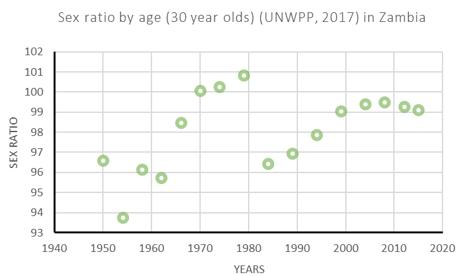 Sex ratio by age (30 year olds) (UNWPP, 2017) in Zambia
102
101
100
99
98
97
96
95
94
93
SEX RATIO
1940 1950 1960 1970 1980 1990 2000 2010 2020
YEARS